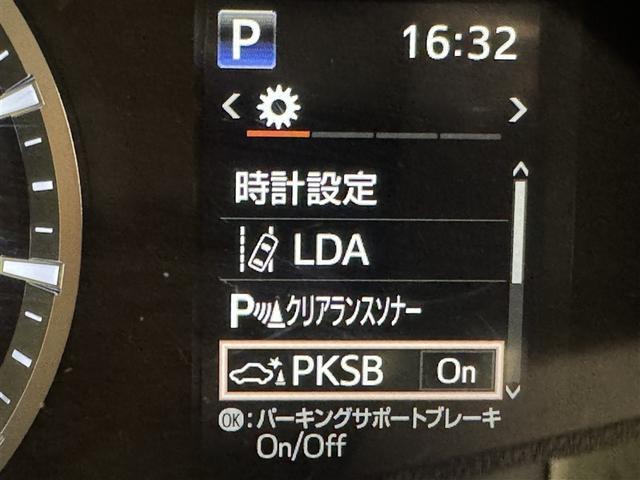 P 16:32
時計設定
LDA
Pクリアランスソナー
PKSB On
OK:パーキングサポートブレーキ
On/Off